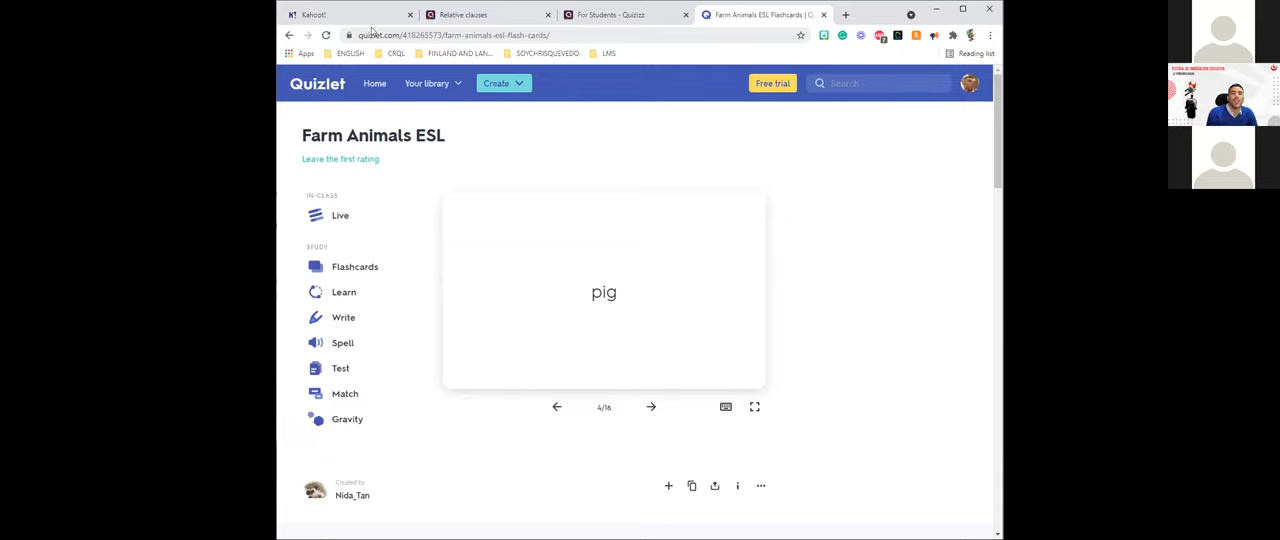 Kahoot!
Relative clauses
For Students - Quizizz
Farm Animals ESL Flashcards | Q
quizlet.com/418265573/farm-animals-esl-flash-cards/
Apps
ENGLISH
CRQL
FINLAND AND LAN...
SOYCHRISQUEVEDO
LMS
Reading list
Quizlet
Home
Your library
Create
Free trial
Search
Farm Animals ESL
Leave the first rating
IN-CLASS
Live
STUDY
Flashcards
Learn
Write
Spell
Test
Match
Gravity
pig
4/16
Created by
Nida_Tan